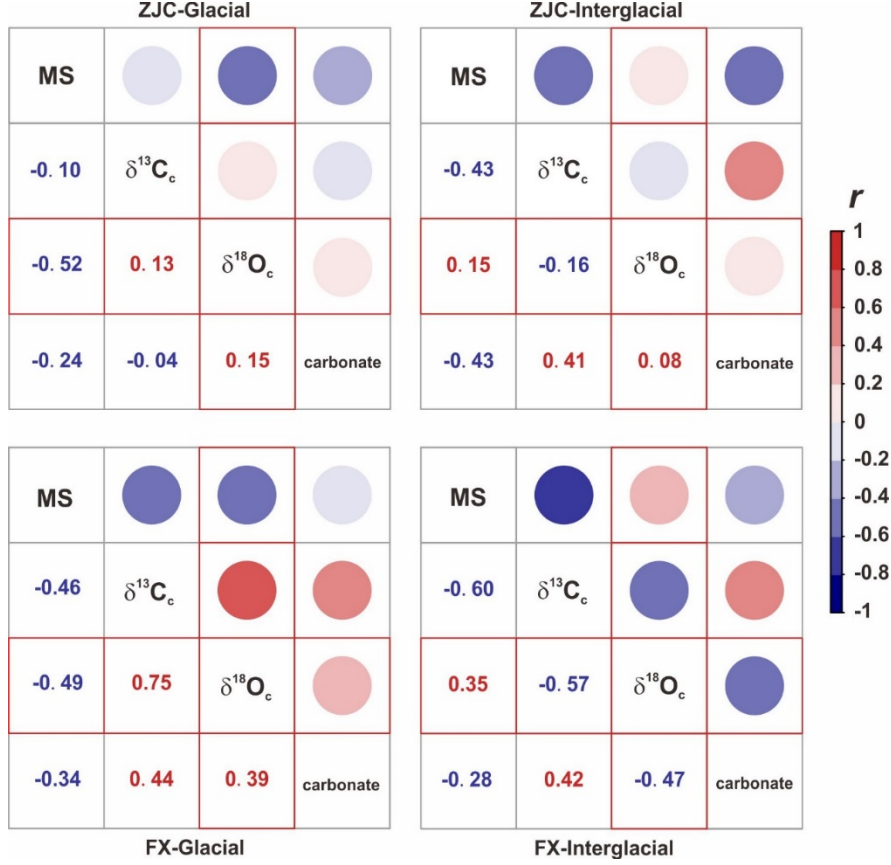 ZJC-Glacial ZJC-Interglacial
MS MS
-0. 10 δ¹³Cc -0. 43 δ¹³Cc
r
-0. 52 0. 13 δ¹⁸Oc 0. 15 -0. 16 δ¹⁸Oc
-0. 24 -0. 04 0. 15 carbonate -0. 43 0. 41 0. 08 carbonate
1
0.8
0.6
0.4
0.2
0
-0.2
-0.4
-0.6
-0.8
-1
MS MS
-0.46 δ¹³Cc -0. 60 δ¹³Cc
-0. 49 0.75 δ¹⁸Oc 0.35 -0. 57 δ¹⁸Oc
-0.34 0. 44 0. 39 carbonate -0. 28 0.42 -0. 47 carbonate
FX-Glacial FX-Interglacial